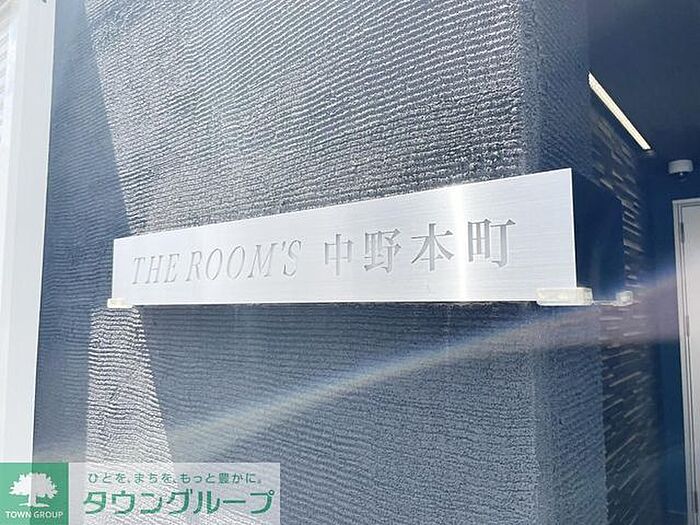 THE ROOM'S 中野本町
ひとを、まちを、もっと豊かに。
タウングループ
TOWN GROUP